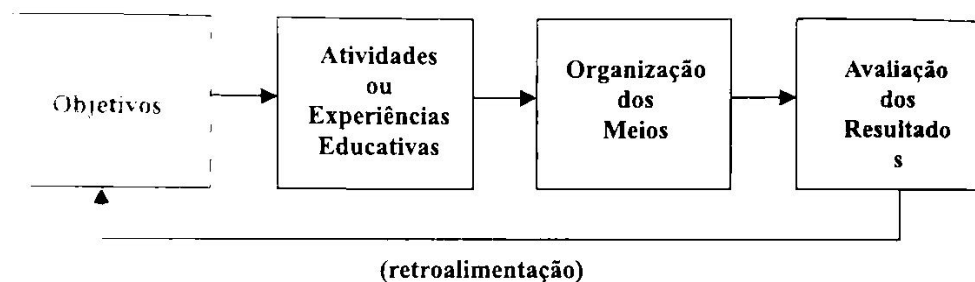 Objetivos
Atividades
ou
Experiências
Educativas
Organização
dos
Meios
Avaliação
dos
Resultado
s
(retroalimentação)